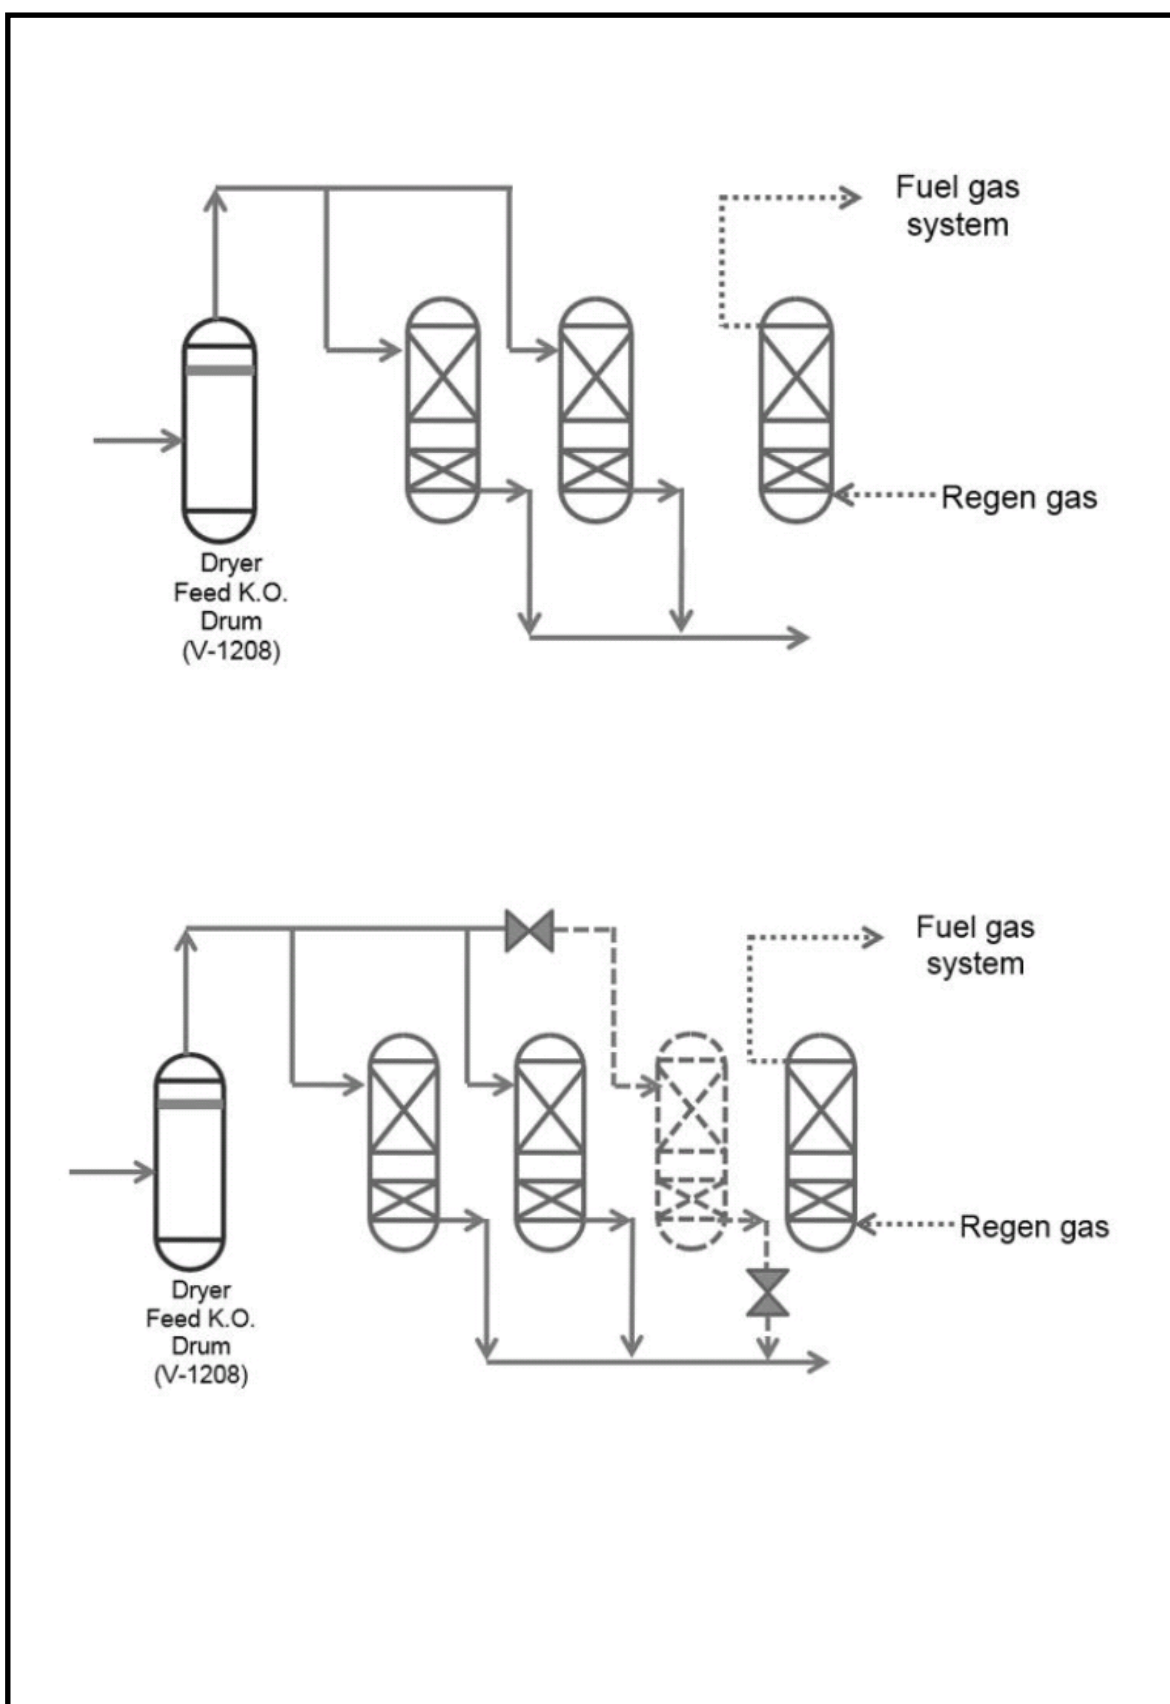 Fuel gas
system
Regen gas
Dryer
Feed K.O.
Drum
(V-1208)
Fuel gas
system
Regen gas
Dryer
Feed K.O.
Drum
(V-1208)